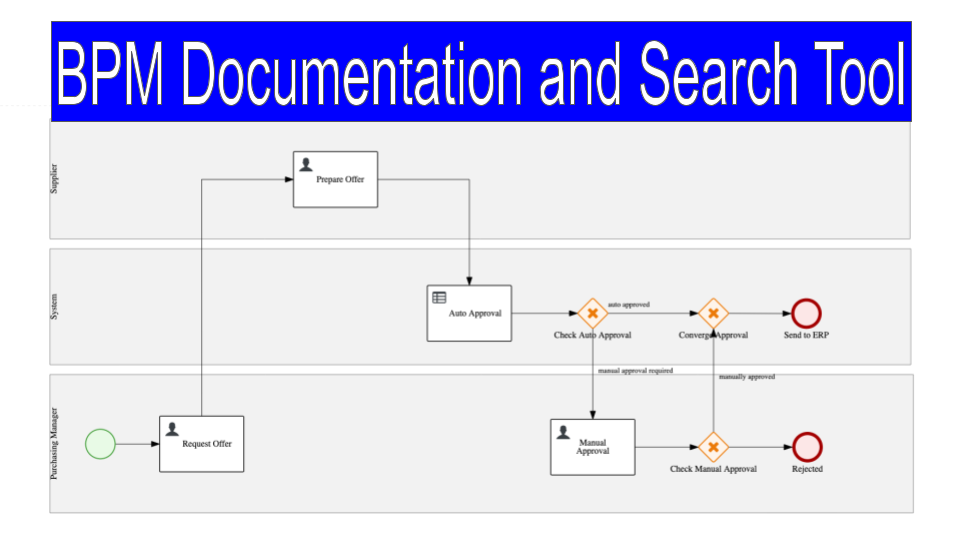 BPM Documentation and Search Tool
Supplier
Prepare Offer
System
Auto Approval
auto approved
Check Auto Approval
Converge Approval
Send to ERP
manual approval required
manually approved
Purchasing Manager
Request Offer
Manual
Approval
Check Manual Approval
Rejected